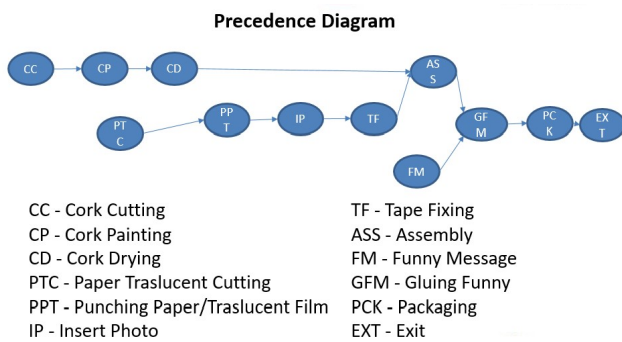 Precedence Diagram
CC
CP
CD
AS
S
PT
C
PP
T
IP
TF
GF
M
PC
K
EX
T
FM
CC - Cork Cutting
CP - Cork Painting
CD - Cork Drying
PTC - Paper Traslucent Cutting
PPT - Punching Paper/Traslucent Film
IP - Insert Photo
TF - Tape Fixing
ASS - Assembly
FM - Funny Message
GFM - Gluing Funny
PCK - Packaging
EXT - Exit